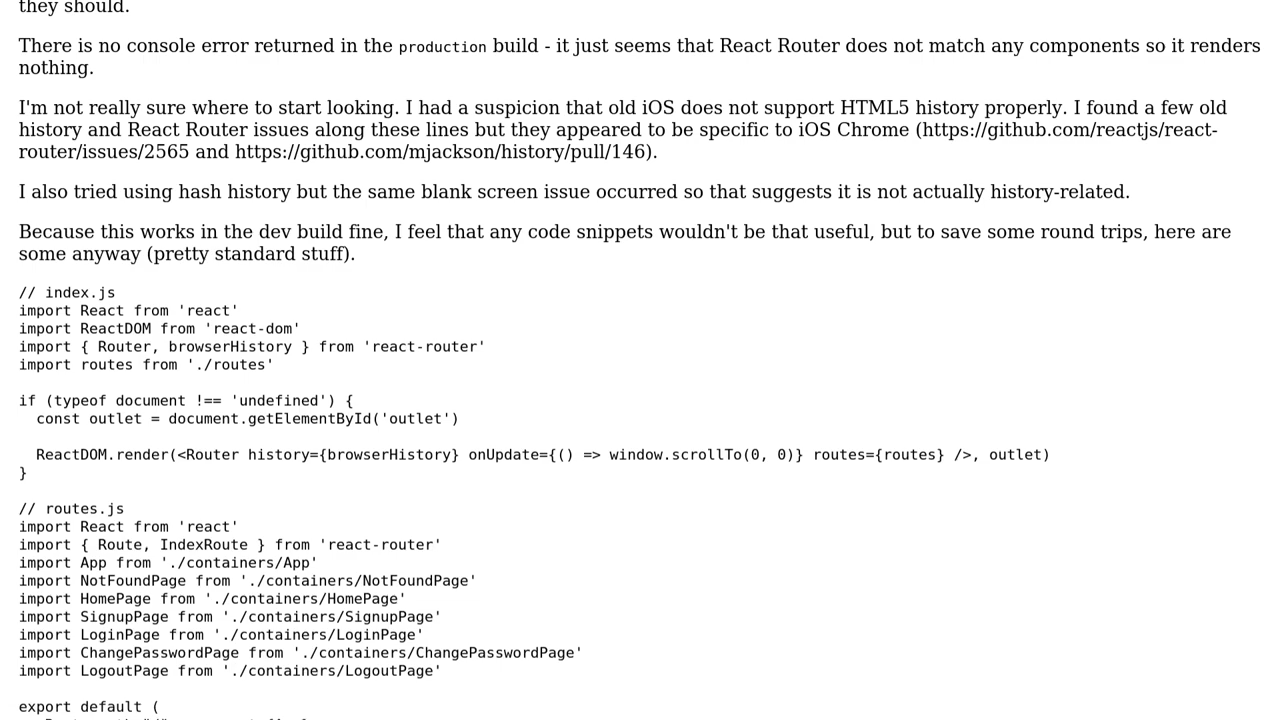 they should.
There is no console error returned in the production build - it just seems that React Router does not match any components so it renders
nothing.
I'm not really sure where to start looking. I had a suspicion that old iOS does not support HTML5 history properly. I found a few old
history and React Router issues along these lines but they appeared to be specific to iOS Chrome (https://github.com/reactjs/react-
router/issues/2565 and https://github.com/mjackson/history/pull/146).
I also tried using hash history but the same blank screen issue occurred so that suggests it is not actually history-related.
Because this works in the dev build fine, I feel that any code snippets wouldn't be that useful, but to save some round trips, here are
some anyway (pretty standard stuff).
// index.js
import React from 'react'
import ReactDOM from 'react-dom'
import { Router, browserHistory } from 'react-router'
import routes from './routes'
if (typeof document !== 'undefined') {
  const outlet = document.getElementById('outlet')
  ReactDOM.render(<Router history={browserHistory} onUpdate={() => window.scrollTo(0, 0)} routes={routes} />, outlet)
}
// routes.js
import React from 'react'
import { Route, IndexRoute } from 'react-router'
import App from './containers/App'
import NotFoundPage from './containers/NotFoundPage'
import HomePage from './containers/HomePage'
import SignupPage from './containers/SignupPage'
import LoginPage from './containers/LoginPage'
import ChangePasswordPage from './containers/ChangePasswordPage'
import LogoutPage from './containers/LogoutPage'
export default (